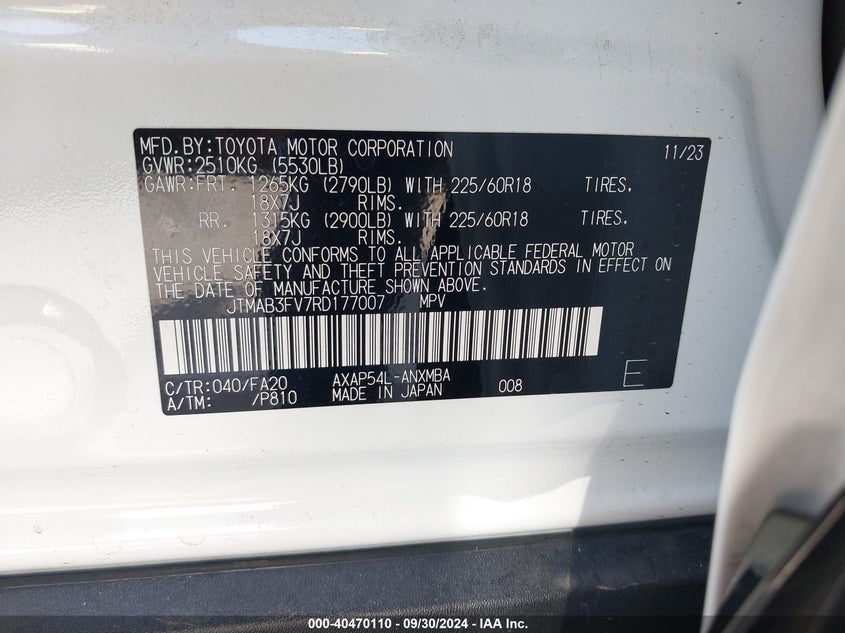 MFD.BY:TOYOTA MOTOR CORPORATION 11/23
GVWR:2510KG (5530LB)
GAWR:FRT. 1265KG (2790LB) WITH 225/60R18 TIRES.
18X7J RIMS.
RR. 1315KG (2900LB) WITH 225/60R18 TIRES.
18X7J RIMS.
THIS VEHICLE CONFORMS TO ALL APPLICABLE FEDERAL MOTOR
VEHICLE SAFETY AND THEFT PREVENTION STANDARDS IN EFFECT ON
THE DATE OF MANUFACTURE SHOWN ABOVE.
JTMAB3FV7RD177007 MPV
C/TR:040/FA20 AXAP54L-ANXMBA
A/TM: /P810 MADE IN JAPAN 008 E
000-40470110 - 09/30/2024 - IAA Inc.